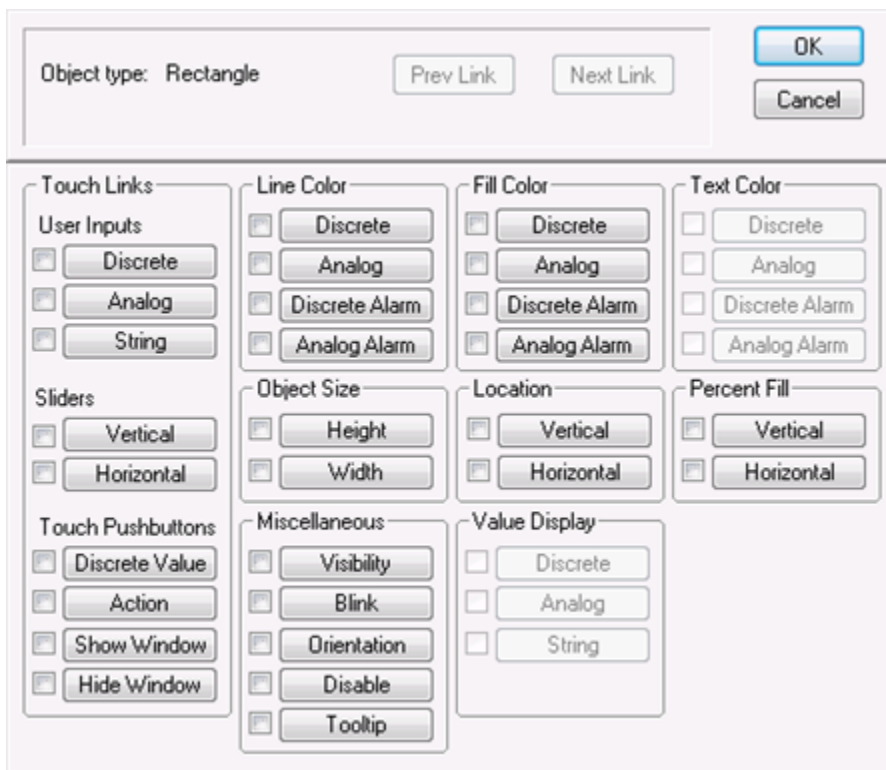 Object type: Rectangle
Prev Link
Next Link
OK
Cancel
Touch Links
User Inputs
Discrete
Analog
String
Sliders
Vertical
Horizontal
Touch Pushbuttons
Discrete Value
Action
Show Window
Hide Window
Line Color
Discrete
Analog
Discrete Alarm
Analog Alarm
Object Size
Height
Width
Miscellaneous
Visibility
Blink
Orientation
Disable
Tooltip
Fill Color
Discrete
Analog
Discrete Alarm
Analog Alarm
Location
Vertical
Horizontal
Value Display
Discrete
Analog
String
Text Color
Discrete
Analog
Discrete Alarm
Analog Alarm
Percent Fill
Vertical
Horizontal